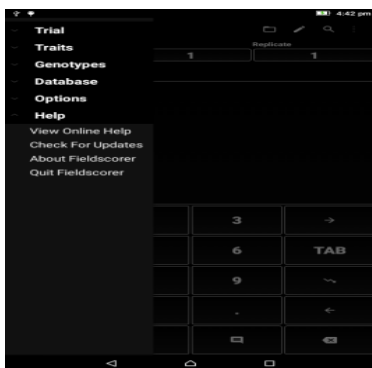 4:42 pm
Trial
Traits
Genotypes
Database
Options
Help
View Online Help
Check For Updates
About Fieldscorer
Quit Fieldscorer
Replicate
1 1
3
6 TAB
9
.